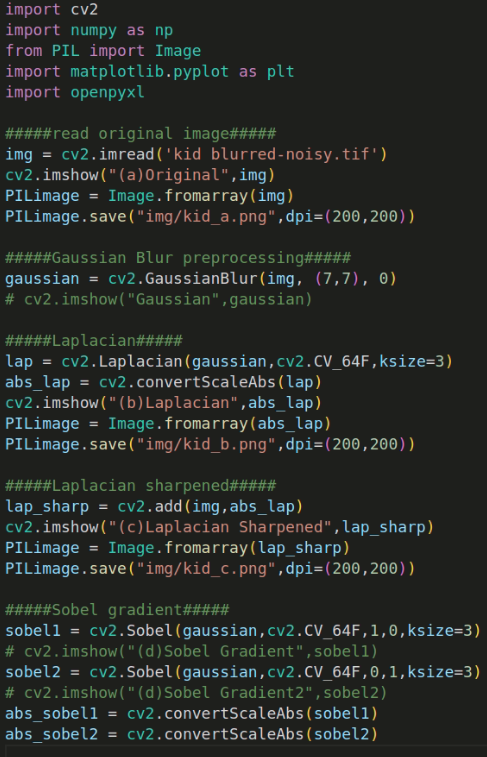 import cv2
import numpy as np
from PIL import Image
import matplotlib.pyplot as plt
import openpyxl
#####read original image#####
img = cv2.imread('kid blurred-noisy.tif')
cv2.imshow("(a)Original",img)
PILimage = Image.fromarray(img)
PILimage.save("img/kid_a.png",dpi=(200,200))
#####Gaussian Blur preprocessing#####
gaussian = cv2.GaussianBlur(img, (7,7), 0)
# cv2.imshow("Gaussian",gaussian)
#####Laplacian#####
lap = cv2.Laplacian(gaussian,cv2.CV_64F,ksize=3)
abs_lap = cv2.convertScaleAbs(lap)
cv2.imshow("(b)Laplacian",abs_lap)
PILimage = Image.fromarray(abs_lap)
PILimage.save("img/kid_b.png",dpi=(200,200))
#####Laplacian sharpened#####
lap_sharp = cv2.add(img,abs_lap)
cv2.imshow("(c)Laplacian Sharpened",lap_sharp)
PILimage = Image.fromarray(lap_sharp)
PILimage.save("img/kid_c.png",dpi=(200,200))
#####Sobel gradient#####
sobel1 = cv2.Sobel(gaussian,cv2.CV_64F,1,0,ksize=3)
# cv2.imshow("(d)Sobel Gradient",sobel1)
sobel2 = cv2.Sobel(gaussian,cv2.CV_64F,0,1,ksize=3)
# cv2.imshow("(d)Sobel Gradient2",sobel2)
abs_sobel1 = cv2.convertScaleAbs(sobel1)
abs_sobel2 = cv2.convertScaleAbs(sobel2)